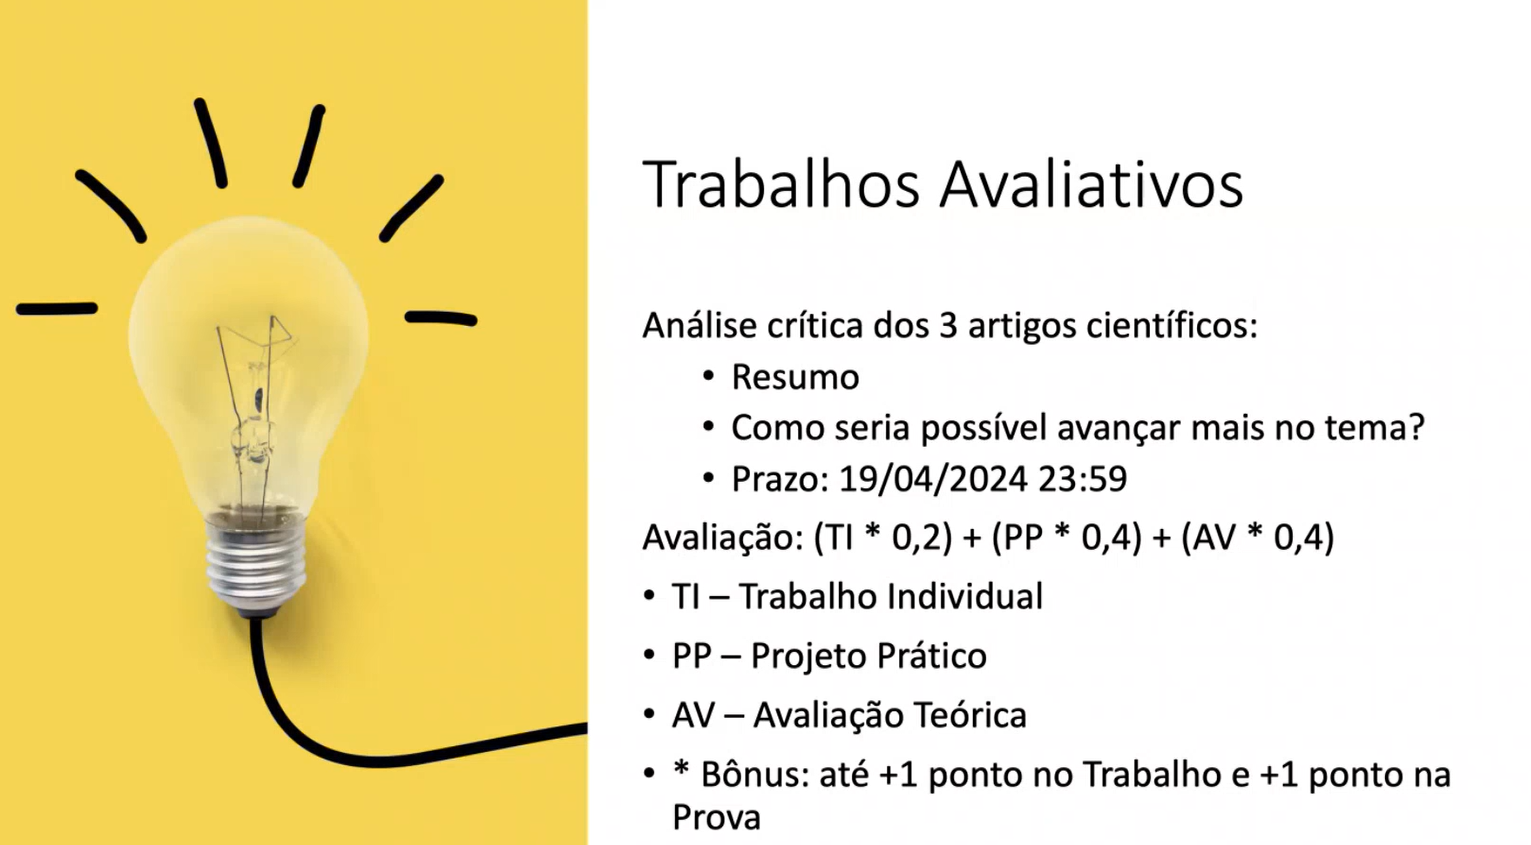 Trabalhos Avaliativos
Análise crítica dos 3 artigos científicos:
• Resumo
• Como seria possível avançar mais no tema?
• Prazo: 19/04/2024 23:59
Avaliação: (TI * 0,2) + (PP * 0,4) + (AV * 0,4)
• TI – Trabalho Individual
• PP – Projeto Prático
• AV – Avaliação Teórica
• * Bônus: até +1 ponto no Trabalho e +1 ponto na
Prova